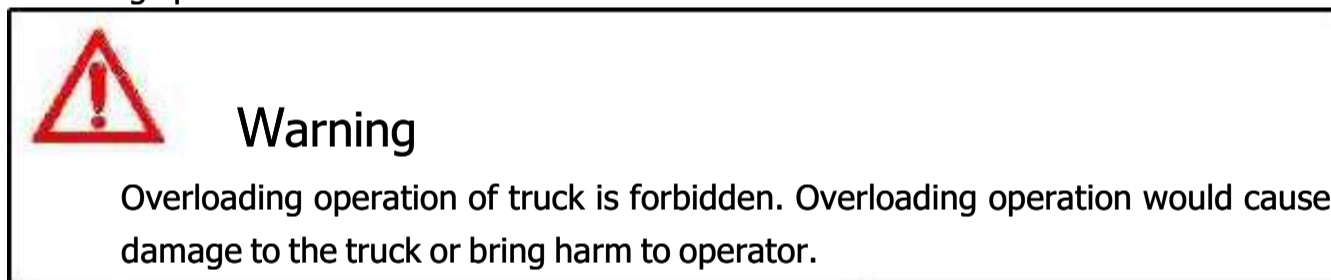 Warning
Overloading operation of truck is forbidden. Overloading operation would cause
damage to the truck or bring harm to operator.